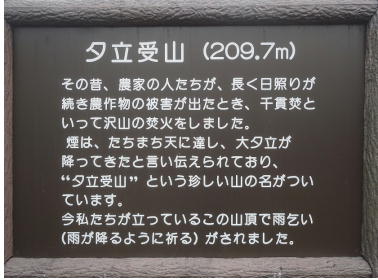 夕立受山 (209.7m)
その昔、農家の人たちが、長く日照りが
続き農作物の被害が出たとき、千貫焚と
いって沢山の焚火をしました。
煙は、たちまち天に達し、大夕立が
降ってきたと言い伝えられており、
“夕立受山”という珍しい山の名がつい
ています。
今私たちが立っているこの山頂で雨乞い
(雨が降るように祈る)がされました。